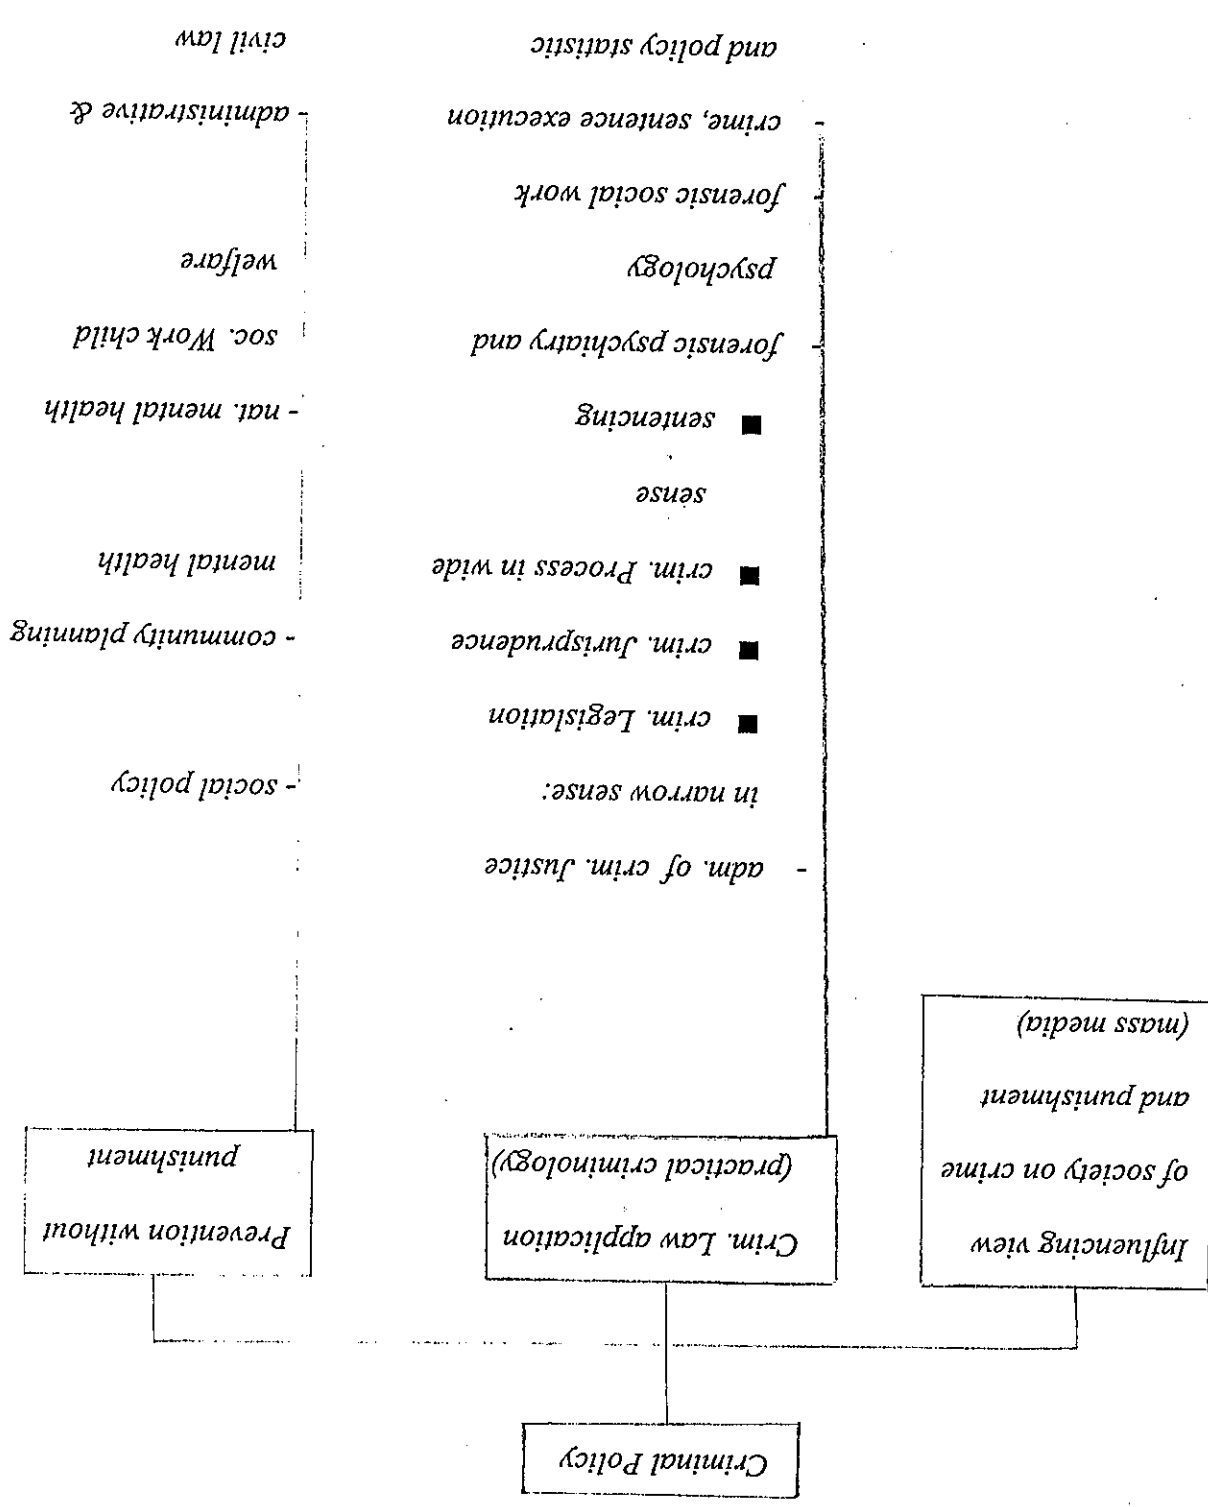 Criminal Policy
Influencing view
of society on crime
and punishment
(mass media)
Crim. Law application
(practical criminology)
- adm. of crim. Justice
in narrow sense:
■ crim. Legislation
■ crim. Jurisprudence
■ crim. Process in wide
sense
■ sentencing
- forensic psychiatry and
psychology
- forensic social work
- crime, sentence execution
and policy statistic
Prevention without
punishment
- social policy
- community planning
mental health
- nat. mental health
soc. Work child
welfare
- administrative &
civil law